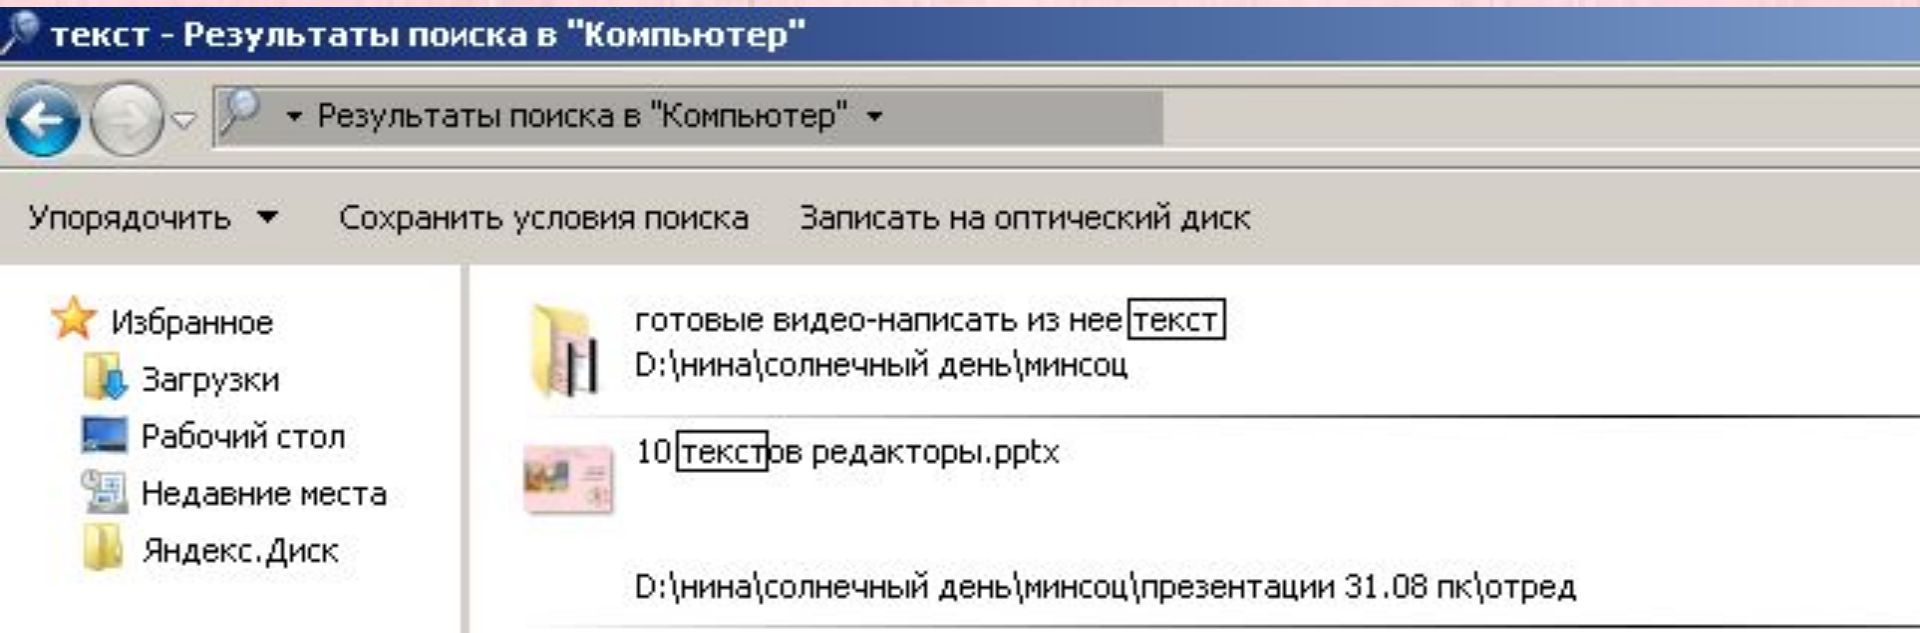 текст - Результаты поиска в "Компьютер"
Результаты поиска в "Компьютер"
Упорядочить Сохранить условия поиска Записать на оптический диск
Избранное
Загрузки
Рабочий стол
Недавние места
Яндекс.Диск
готовые видео-написать из нее текст
D:\нина\солнечный день\минсоц
10 текстов редакторы.pptx
D:\нина\солнечный день\минсоц\презентации 31.08 пк\отред